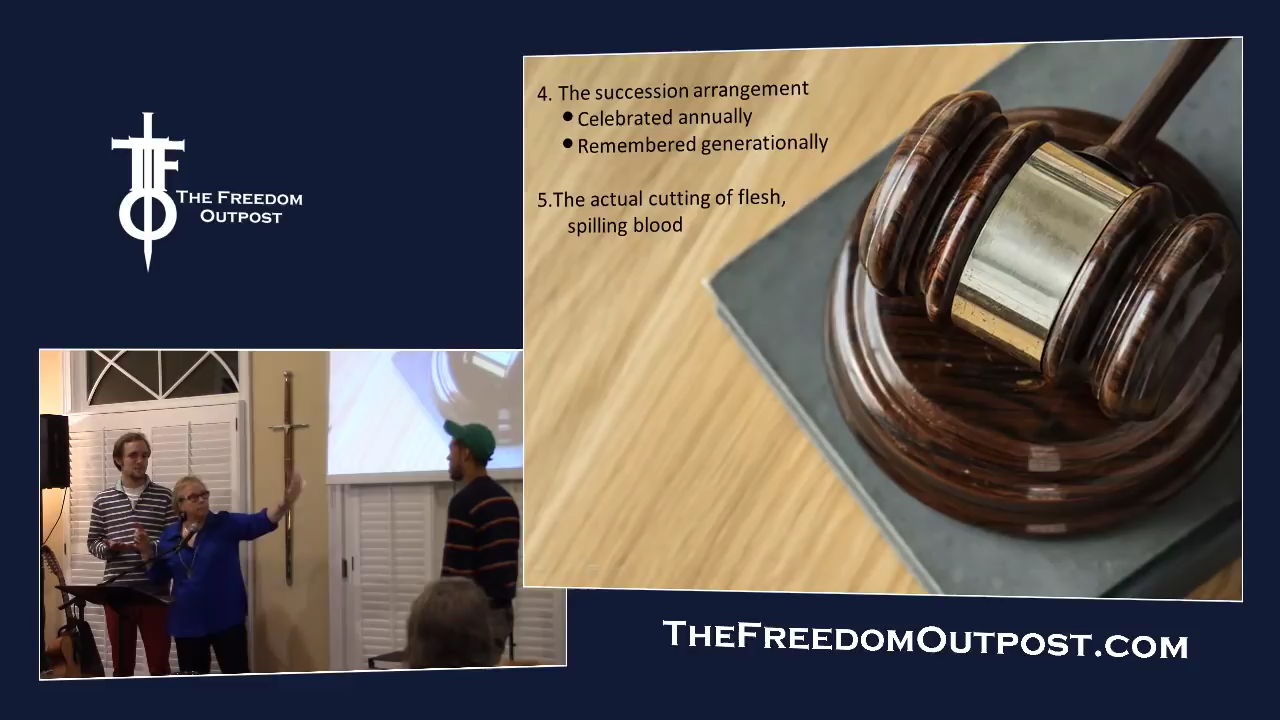 THE FREEDOM
OUTPOST
4. The succession arrangement
• Celebrated annually
• Remembered generationally
5.The actual cutting of flesh,
spilling blood
THEFREEDOMOUTPOST.COM